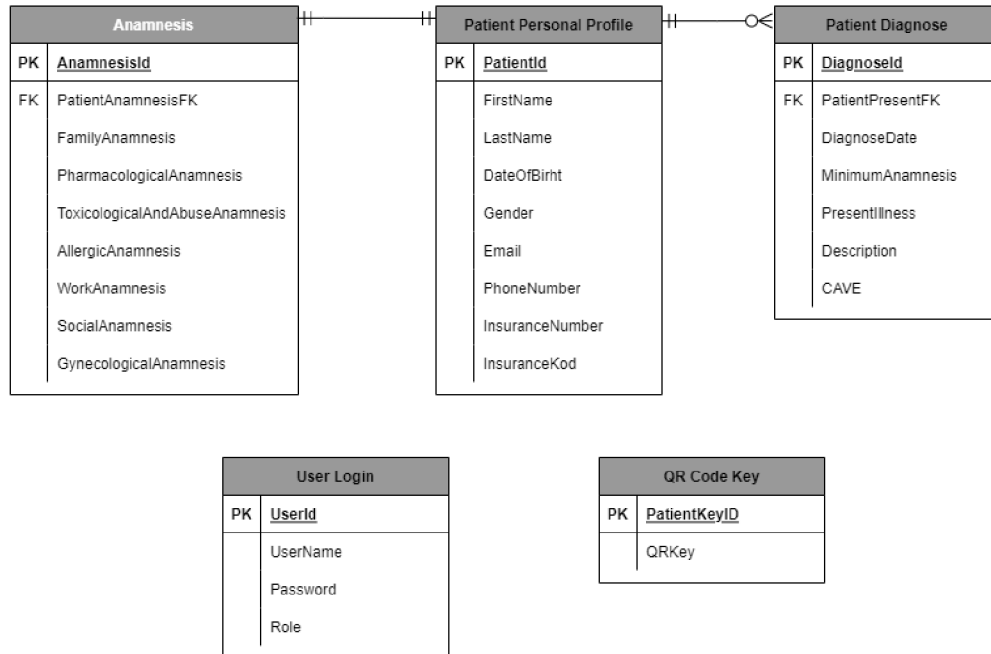 Anamnesis
PK AnamnesisId
FK PatientAnamnesisFK
FamilyAnamnesis
PharmacologicalAnamnesis
ToxicologicalAndAbuseAnamnesis
AllergicAnamnesis
WorkAnamnesis
SocialAnamnesis
GynecologicalAnamnesis
Patient Personal Profile
PK PatientId
FirstName
LastName
DateOfBirht
Gender
Email
PhoneNumber
InsuranceNumber
InsuranceKod
Patient Diagnose
PK DiagnoseId
FK PatientPresentFK
DiagnoseDate
MinimumAnamnesis
PresentIllness
Description
CAVE
User Login
PK UserId
UserName
Password
Role
QR Code Key
PK PatientKeyID
QRKey